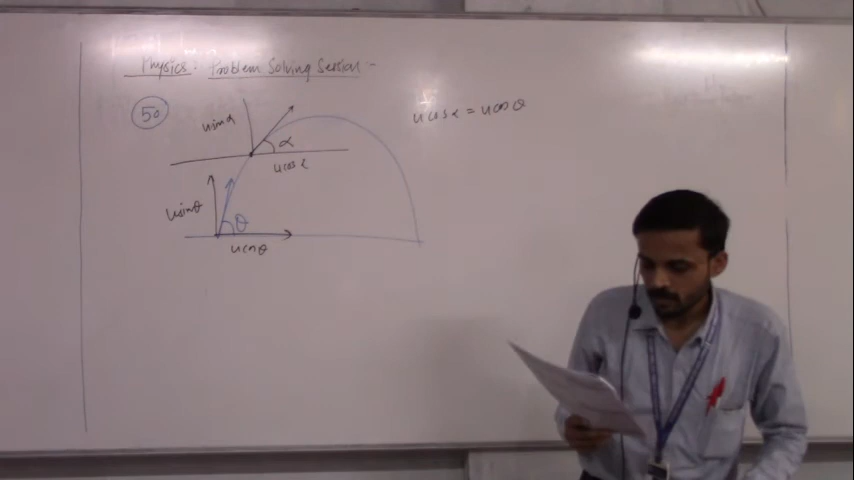 Physics: Problem Solving Session:-
50
u sin α
u cos α = u cos θ
α
u cos α
u sin θ
θ
u cos θ